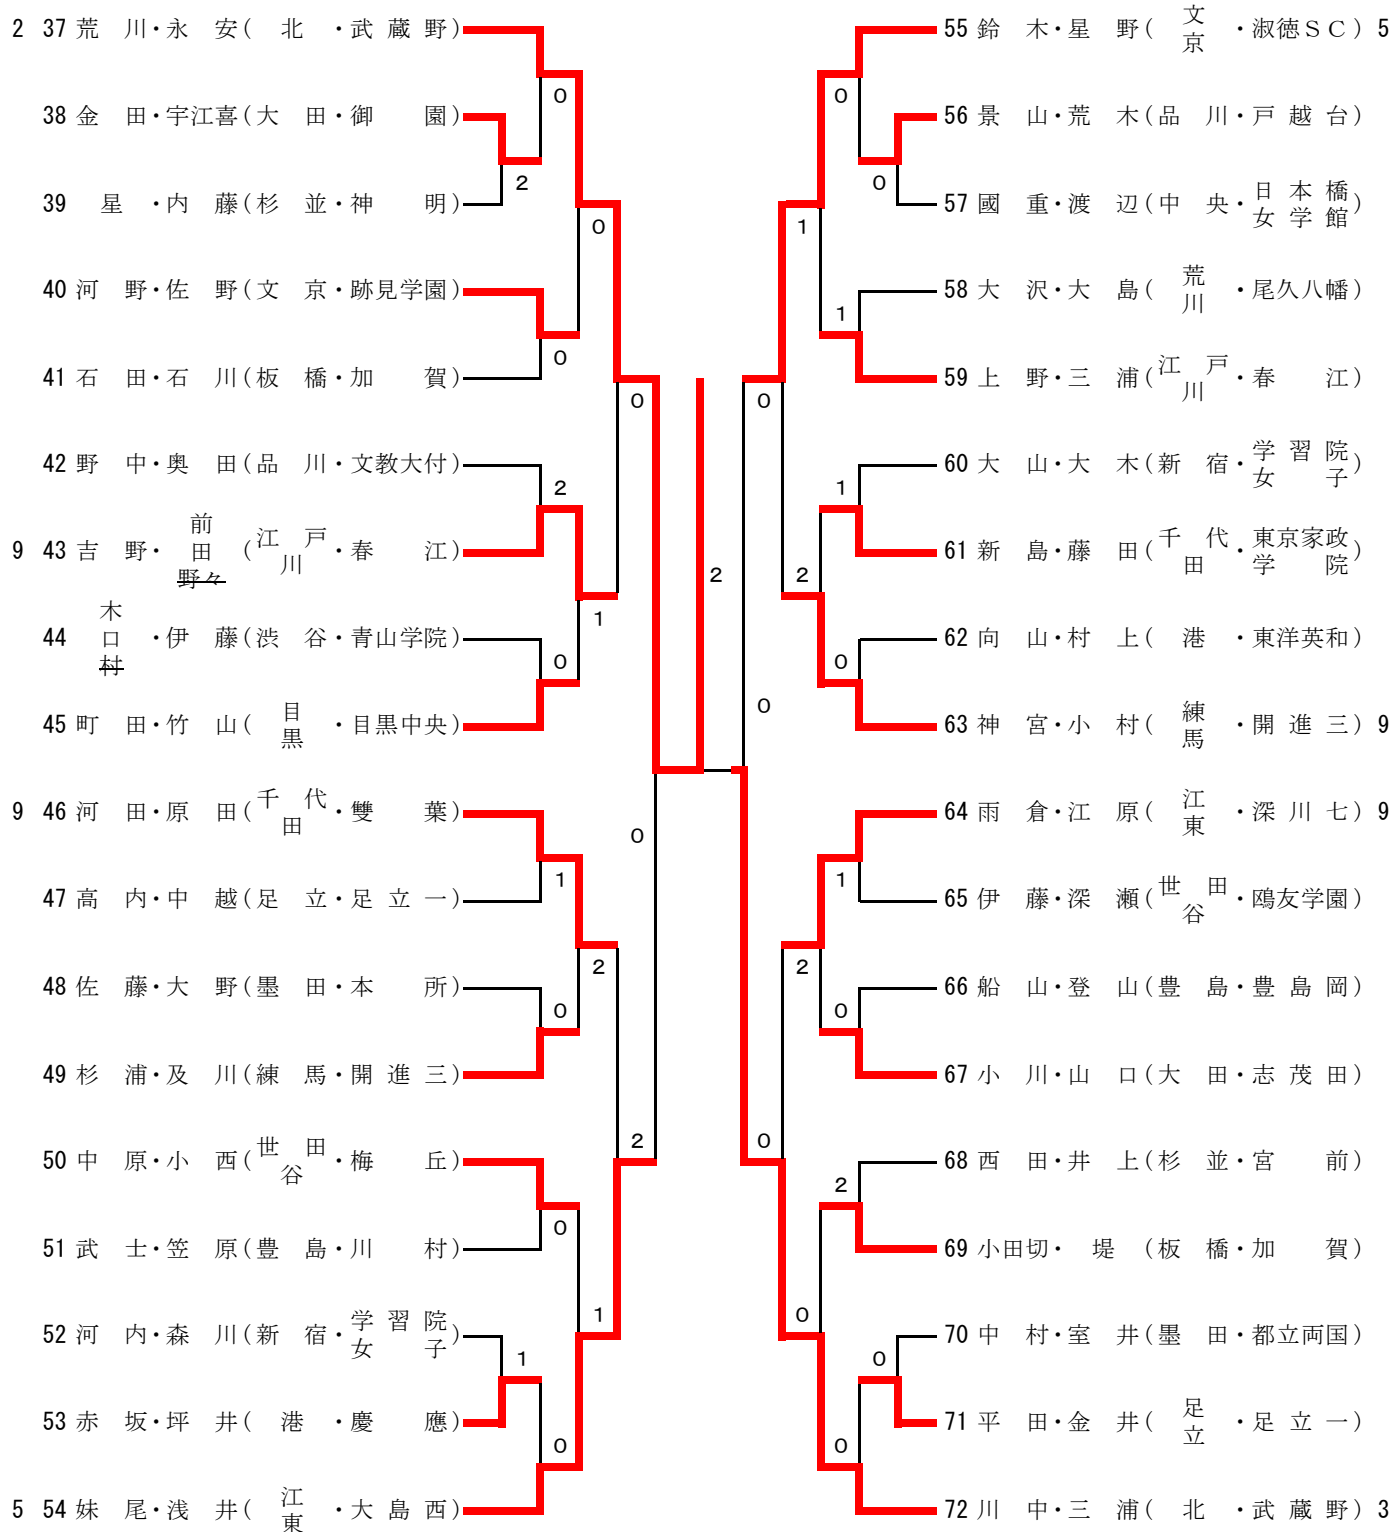 2 37 荒川・永安(北・武蔵野)
0
38 金田・宇江喜(大田・御園)
2
39 星・内藤(杉並・神明)
0
40 河野・佐野(文京・跡見学園)
0
41 石田・石川(板橋・加賀)
0
42 野中・奥田(品川・文教大付)
2
9 43 吉野・前田野々(江戸川・春江)
1
44 木口村・伊藤(渋谷・青山学院)
0
45 町田・竹山(目黒・目黒中央)
0
9 46 河田・原田(千代田・雙葉)
1
47 高内・中越(足立・足立一)
2
48 佐藤・大野(墨田・本所)
0
49 杉浦・及川(練馬・開進三)
2
50 中原・小西(世田谷・梅丘)
0
51 武士・笠原(豊島・川村)
1
52 河内・森川(新宿・学習院女子)
1
53 赤坂・坪井(港・慶應)
0
5 54 妹尾・浅井(江東・大島西)
2
0
55 鈴木・星野(文京・淑徳SC) 5
0
56 景山・荒木(品川・戸越台)
0
57 國重・渡辺(中央・日本橋女学館)
1
58 大沢・大島(荒川・尾久八幡)
1
59 上野・三浦(江戸川・春江)
0
60 大山・大木(新宿・学習院女子)
1
61 新島・藤田(千代田・東京家政学院)
2
62 向山・村上(港・東洋英和)
0
63 神宮・小村(練馬・開進三) 9
64 雨倉・江原(江東・深川七) 9
1
65 伊藤・深瀬(世田谷・鴎友学園)
2
66 船山・登山(豊島・豊島岡)
0
67 小川・山口(大田・志茂田)
0
68 西田・井上(杉並・宮前)
2
69 小田切・堤(板橋・加賀)
0
70 中村・室井(墨田・都立両国)
0
71 平田・金井(足立・足立一)
0
72 川中・三浦(北・武蔵野) 3